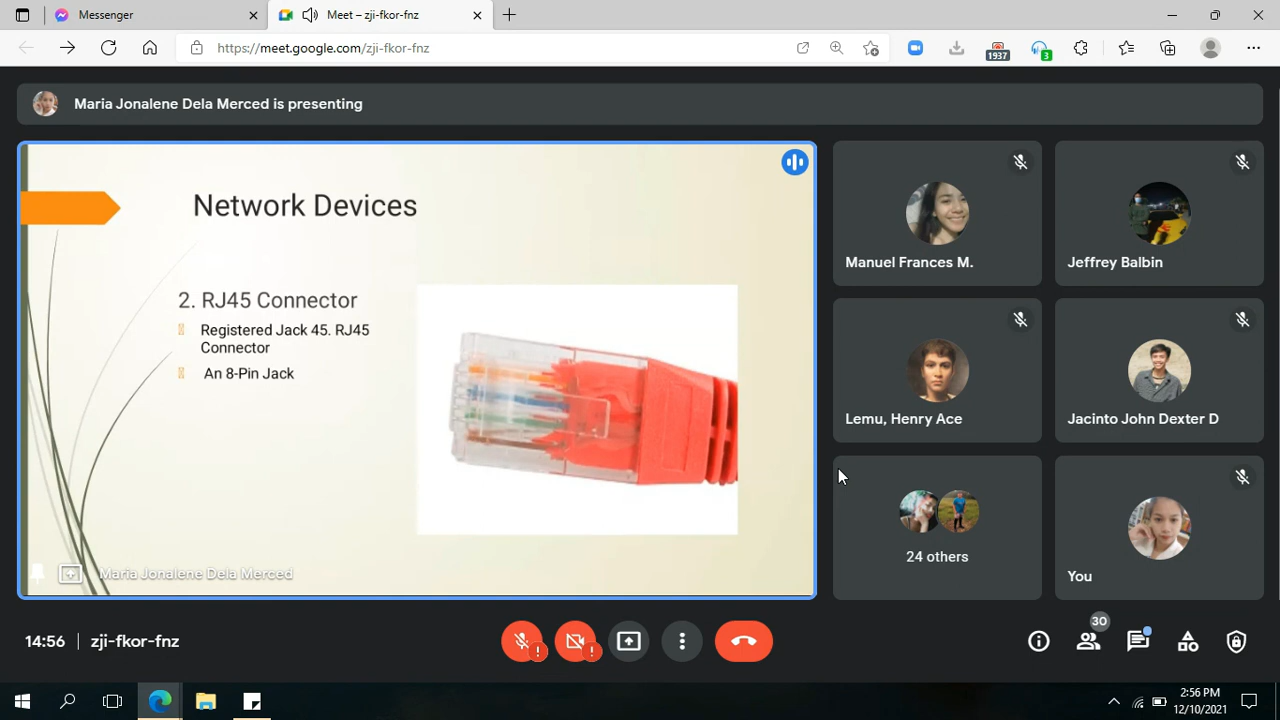 Messenger
Meet – zji-fkor-fnz
https://meet.google.com/zji-fkor-fnz
1937
3
Maria Jonalene Dela Merced is presenting
Network Devices
2. RJ45 Connector
Registered Jack 45. RJ45
Connector
An 8-Pin Jack
Maria Jonalene Dela Merced
Manuel Frances M.
Jeffrey Balbin
Lemu, Henry Ace
Jacinto John Dexter D
24 others
You
14:56
zji-fkor-fnz
30
2:56 PM
12/10/2021